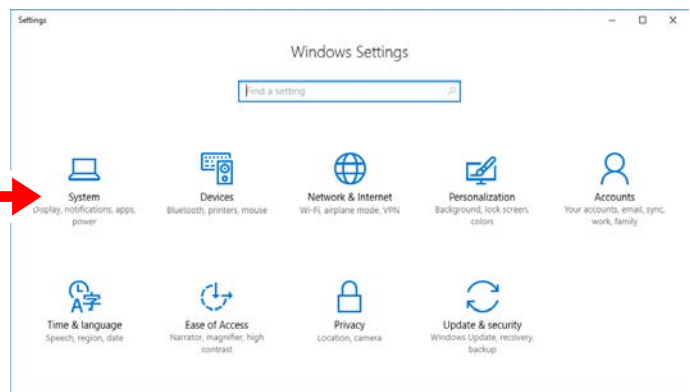 Settings
Windows Settings
Find a setting
System
Display, notifications, apps,
power
Devices
Bluetooth, printers, mouse
Network & Internet
Wi-Fi, airplane mode, VPN
Personalization
Background, lock screen,
colors
Accounts
Your accounts, email, sync,
work, family
A字
Time & language
Speech, region, date
Ease of Access
Narrator, magnifier, high
contrast
Privacy
Location, camera
Update & security
Windows Update, recovery,
backup